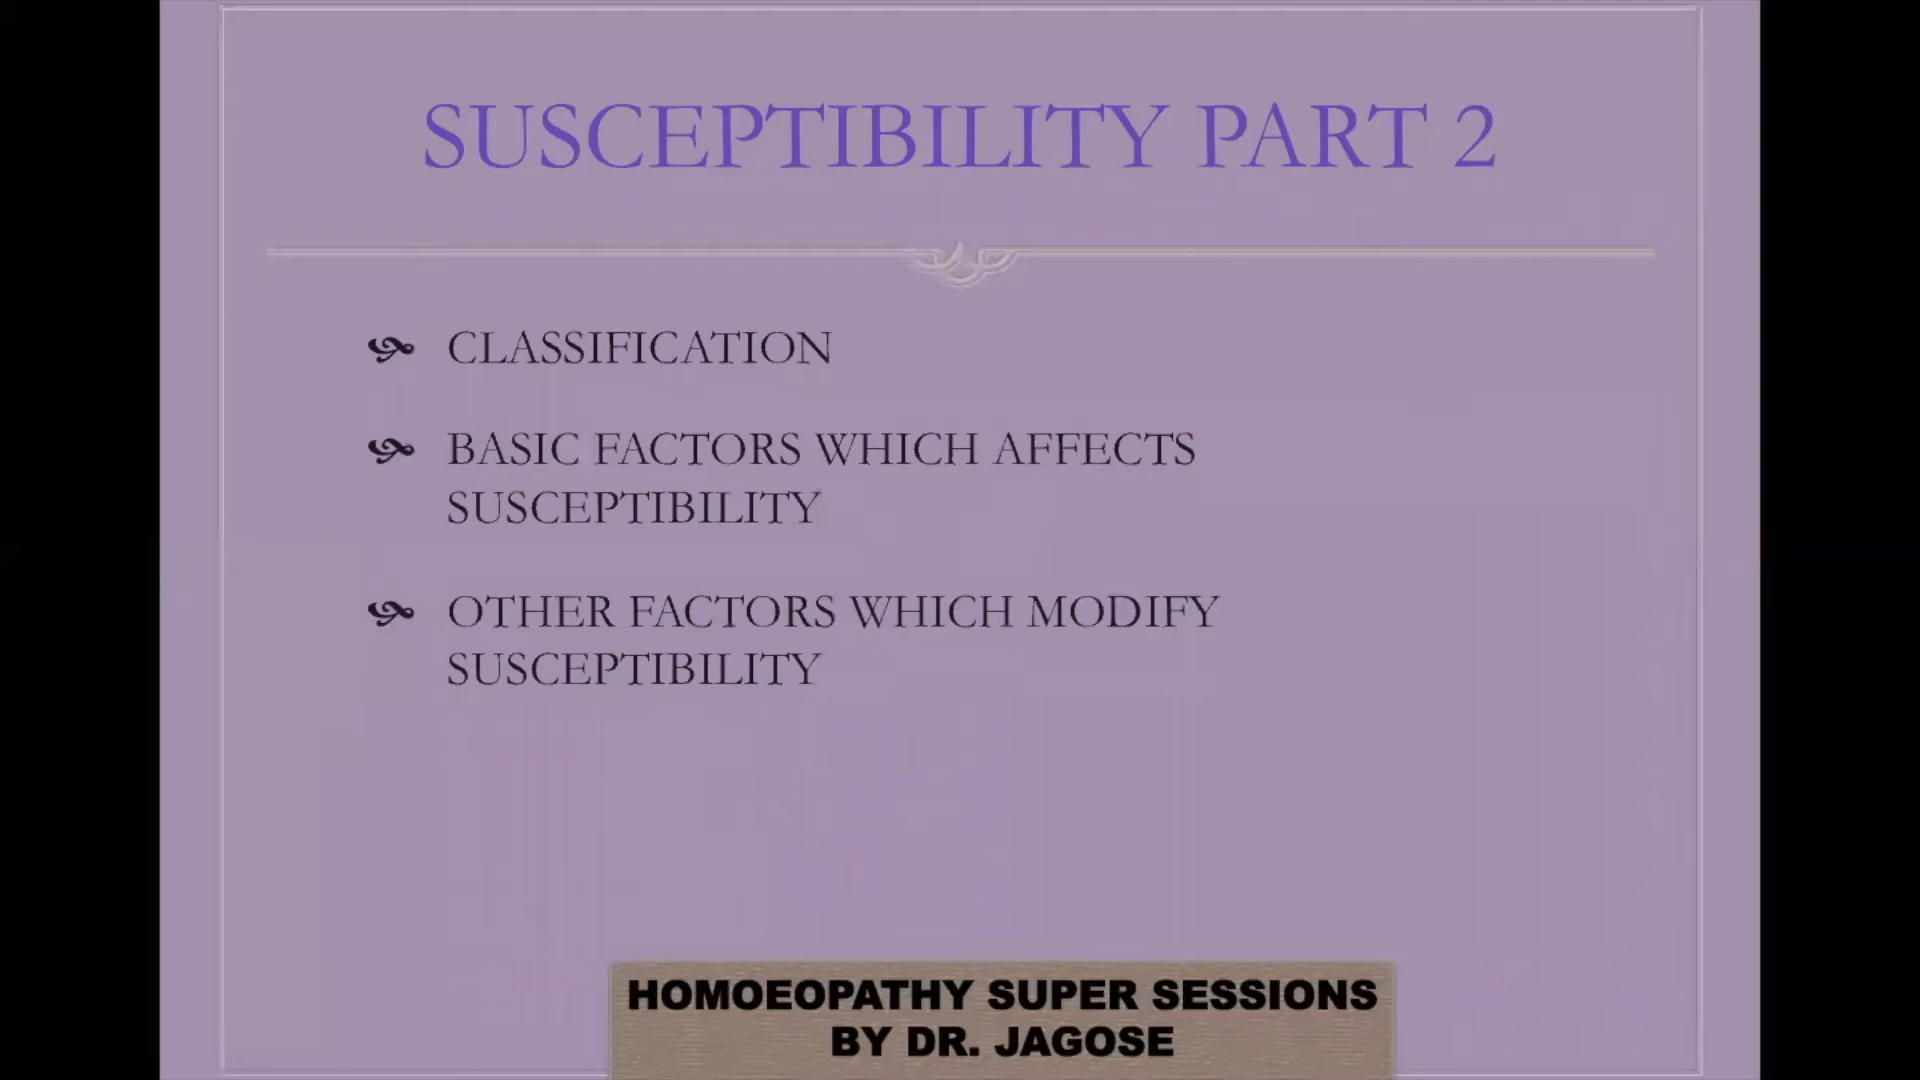 SUSCEPTIBILITY PART 2
CLASSIFICATION
BASIC FACTORS WHICH AFFECTS
SUSCEPTIBILITY
OTHER FACTORS WHICH MODIFY
SUSCEPTIBILITY
HOMOEOPATHY SUPER SESSIONS
BY DR. JAGOSE